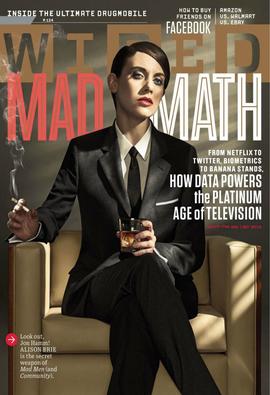 INSIDE THE ULTIMATE DRUGMOBILE
P.124
HOW TO BUY
FRIENDS ON
FACEBOOK
AMAZON
VS. WALMART
VS. EBAY
WIRED
MAD MATH
FROM NETFLIX TO
TWITTER, BIOMETRICS
TO BANANA STANDS,
HOW DATA POWERS
the PLATINUM
AGE of TELEVISION
Look out,
Jon Hamm!
ALISON BRIE
is the secret
weapon of
Mad Men (and
Community).